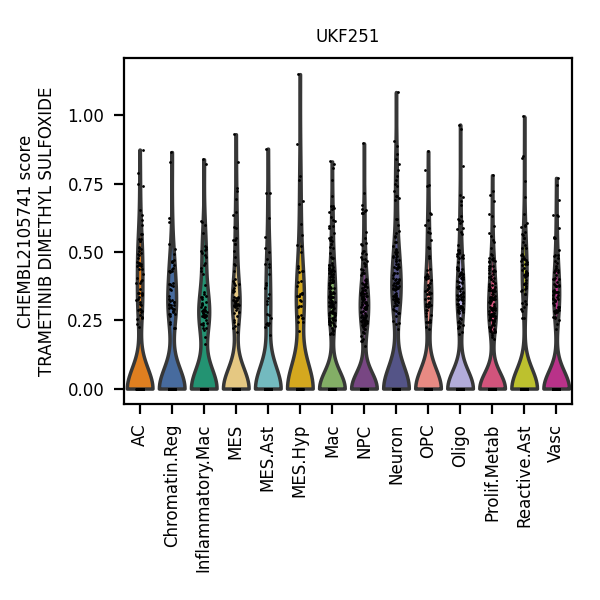 UKF251
CHEMBL2105741 score
TRAMETINIB DIMETHYL SULFOXIDE
1.00
0.75
0.50
0.25
0.00
AC
Chromatin.Reg
Inflammatory.Mac
MES
MES.Ast
MES.Hyp
Mac
NPC
Neuron
OPC
Oligo
Prolif.Metab
Reactive.Ast
Vasc